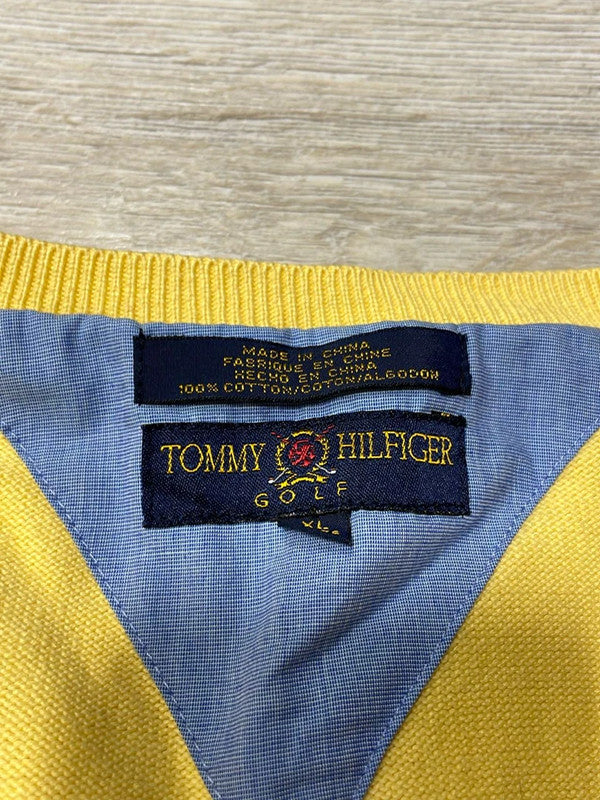 MADE IN CHINA
FABRIQUE EN CHINE
HECHO EN CHINA
100% COTTON/COTON/ALGODON
TOMMY HILFIGER
GOLF
XL